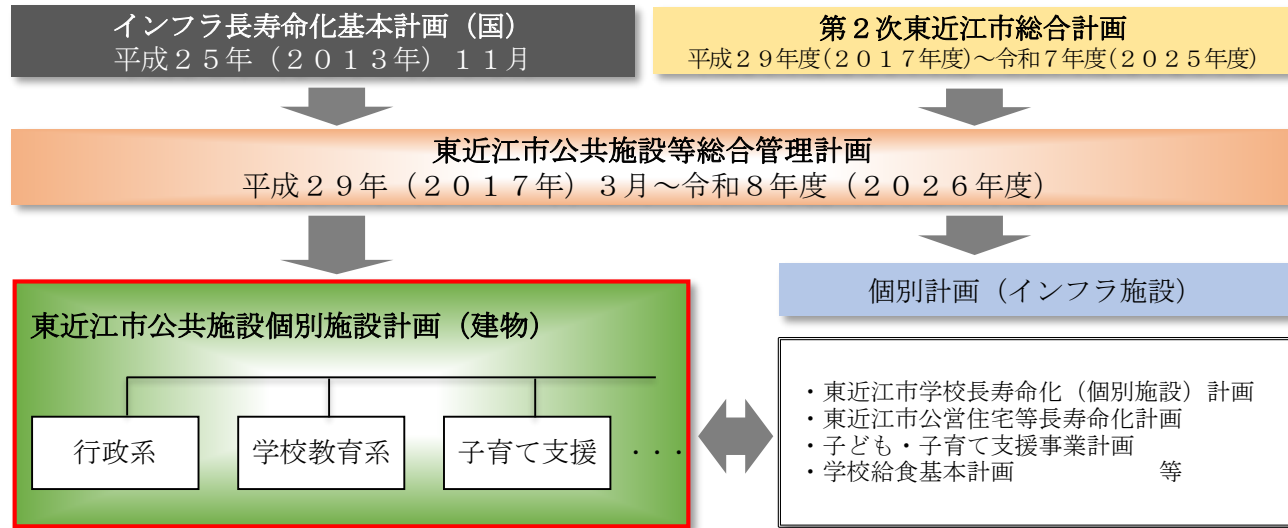 インフラ長寿命化基本計画（国）
平成２５年（２０１３年）１１月
第２次東近江市総合計画
平成２９年度(２０１７年度)～令和７年度(２０２５年度)
東近江市公共施設等総合管理計画
平成２９年（２０１７年）３月～令和８年度（２０２６年度）
東近江市公共施設個別施設計画（建物）
行政系
学校教育系
子育て支援
・・・
個別計画（インフラ施設）
・東近江市学校長寿命化（個別施設）計画
・東近江市公営住宅等長寿命化計画
・子ども・子育て支援事業計画
・学校給食基本計画　　　　等